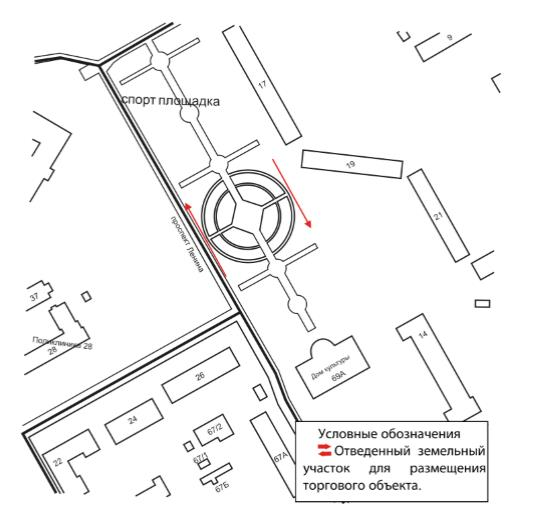 9
17
спорт площадка
19
21
проспект Ленина
37
Поликлиника 28
28
14
Дом культуры
69А
26
24
22
67/2
67/1
67Б
67А
Условные обозначения
Отведенный земельный
участок для размещения
торгового объекта.